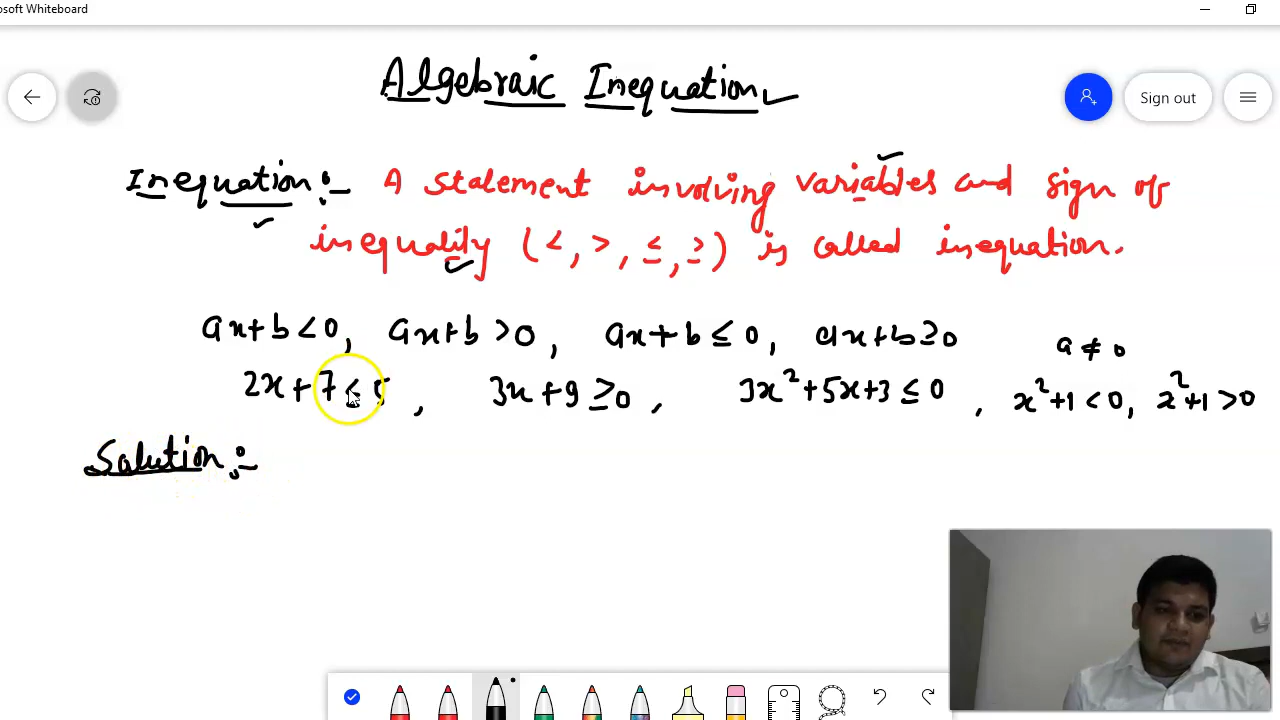 osoft Whiteboard
Algebraic Inequation
Sign out
Inequation:- A statement involving variables and sign of
inequality (<, >, ≤, ≥) is called inequation.
ax+b<0, ax+b>0, ax+b≤0, ax+b≥0 a≠0
2x+7≤5, 3x+9≥0, 3x²+5x+3≤0, x²+1<0, x²+1>0
Solution:-